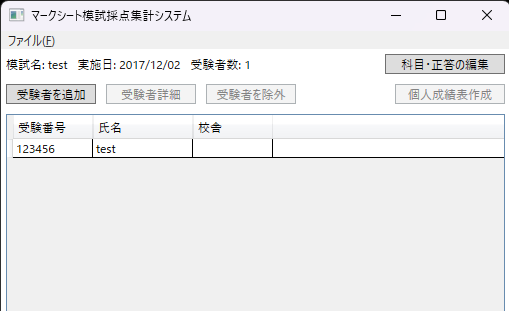 マークシート模試採点集計システム
ファイル(F)
模試名: test 実施日: 2017/12/02 受験者数: 1 科目・正答の編集
受験者を追加 受験者詳細 受験者を除外 個人成績表作成
受験番号 氏名 校舎
123456 test